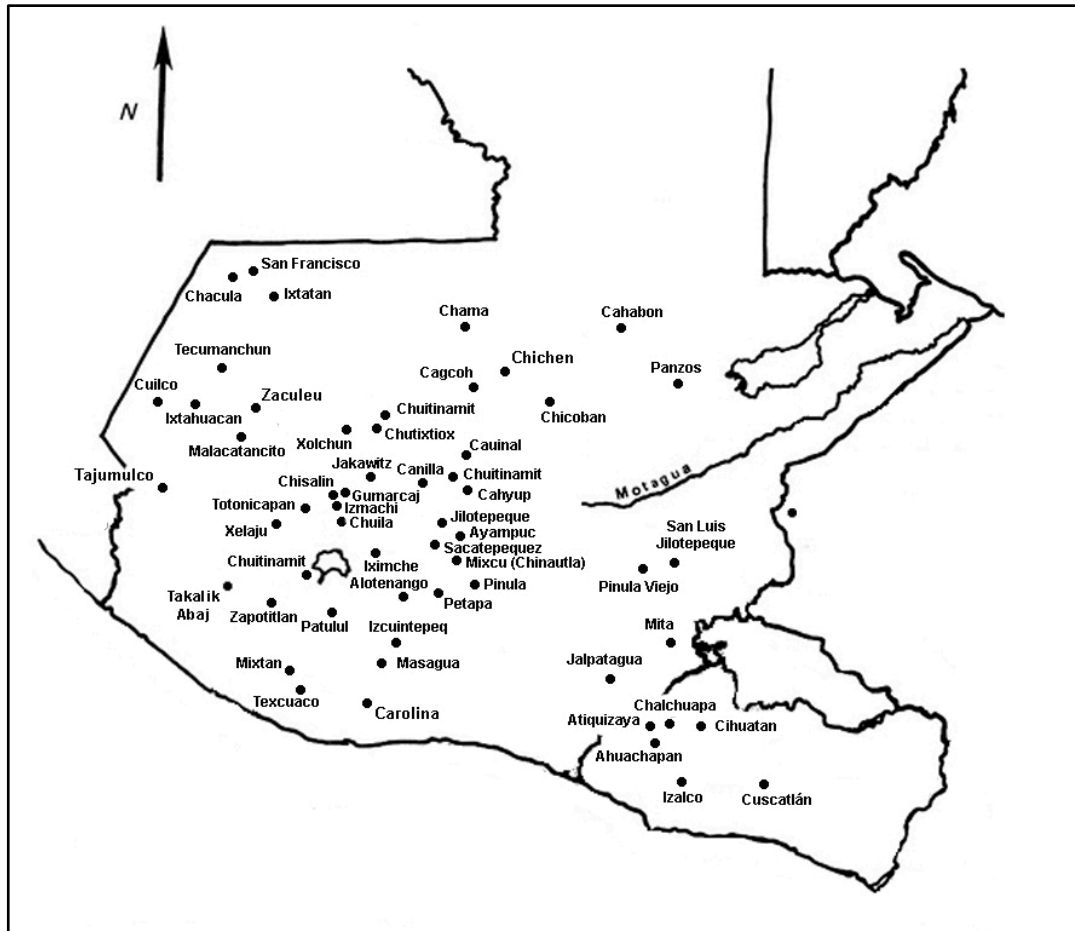 N
San Francisco
Chacula
Ixtatan
Chama
Cahabon
Tecumanchun
Chichen
Cagcoh
Panzos
Cuilco
Zaculeu
Ixtahuacan
Chicoban
Chuitinamit
Chutixtiox
Xolchun
Malacatancito
Cauinal
Tajumulco
Jakawitz
Canilla
Chuitinamit
Chisalin
Gumarcaj
Cahyup
Motagua
Totonicapan
Izmachi
Xelaju
Chuila
Jilotepeque
Ayampuc
San Luis
Jilotepeque
Sacatepequez
Iximche
Mixcu (Chinautla)
Chuitinamit
Alotenango
Pinula
Pinula Viejo
Takalik
Abaj
Zapotitlan
Petapa
Patulul
Izcuintepeq
Mita
Mixtan
Masagua
Jalpatagua
Texcuaco
Carolina
Chalchuapa
Atiquizaya
Cihuatan
Ahuachapan
Izalco
Cuscatlán